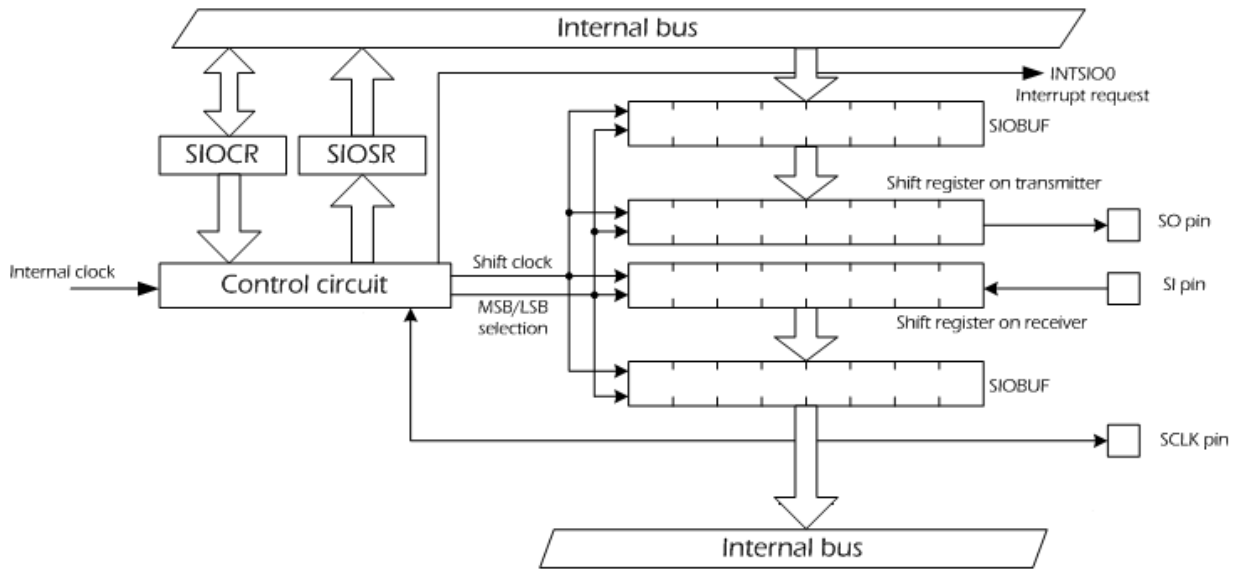 Internal bus
INTSIO0
Interrupt request
SIOBUF
SIOCR
SIOSR
Shift register on transmitter
SO pin
Internal clock
Control circuit
Shift clock
MSB/LSB
selection
SI pin
Shift register on receiver
SIOBUF
SCLK pin
Internal bus